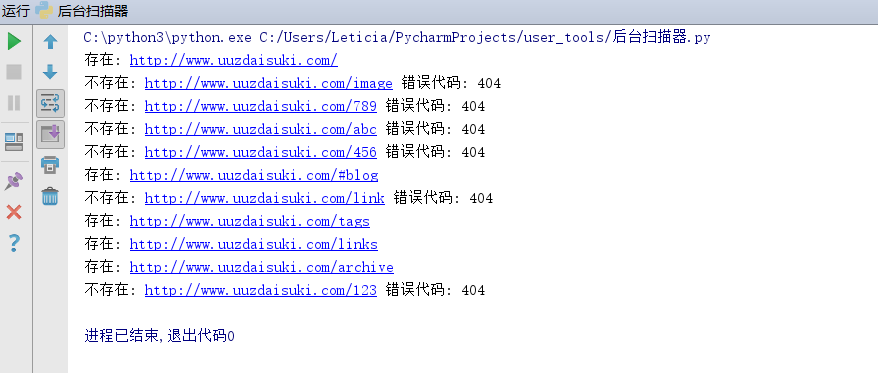 运行 后台扫描器
C:\python3\python.exe C:/Users/Leticia/PycharmProjects/user_tools/后台扫描器.py
存在: http://www.uuzdaisuki.com/
不存在: http://www.uuzdaisuki.com/image 错误代码: 404
不存在: http://www.uuzdaisuki.com/789 错误代码: 404
不存在: http://www.uuzdaisuki.com/abc 错误代码: 404
不存在: http://www.uuzdaisuki.com/456 错误代码: 404
存在: http://www.uuzdaisuki.com/#blog
不存在: http://www.uuzdaisuki.com/link 错误代码: 404
存在: http://www.uuzdaisuki.com/tags
存在: http://www.uuzdaisuki.com/links
存在: http://www.uuzdaisuki.com/archive
不存在: http://www.uuzdaisuki.com/123 错误代码: 404
进程已结束,退出代码0